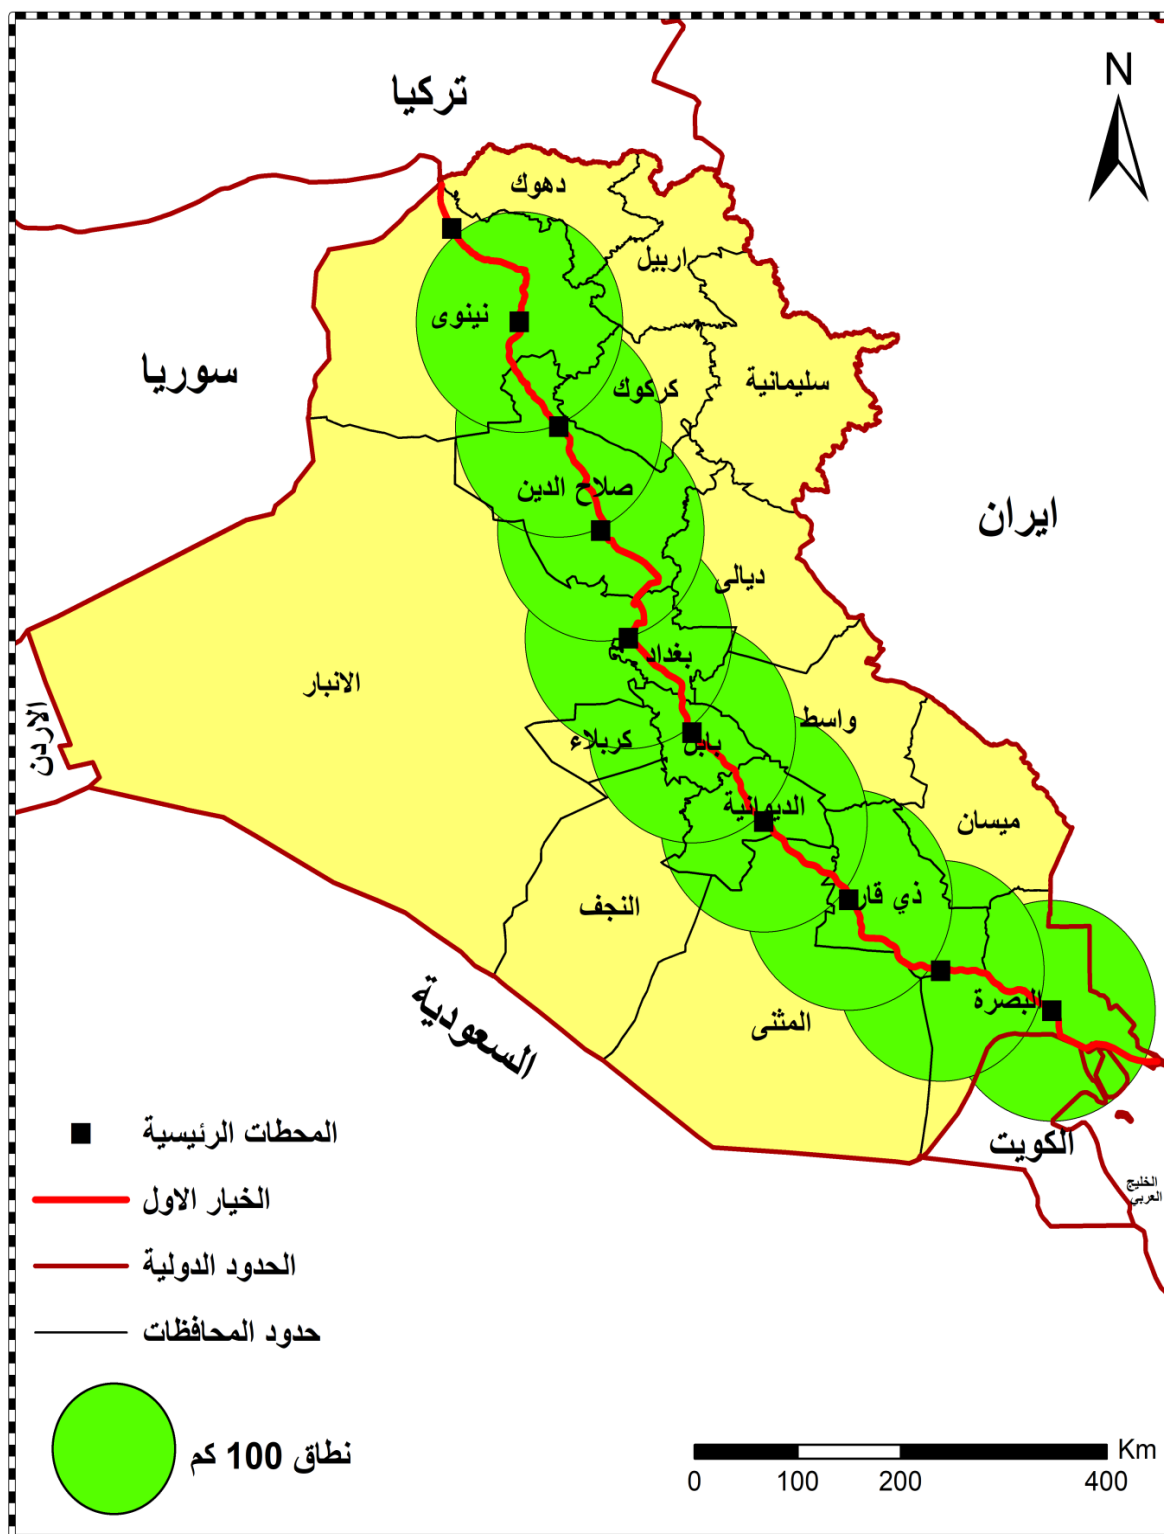 N
تركيا
دهوك
اربيل
نينوى
سليمانية
كركوك
سوريا
صلاح الدين
ايران
ديالى
بغداد
الانبار
واسط
كربلاء
بابل
الاردن
الديوانية
ميسان
ذي قار
النجف
البصرة
المثنى
السعودية
الكويت
الخليج
العربي
المحطات الرئيسية
الخيار الاول
الحدود الدولية
حدود المحافظات
نطاق 100 كم
Km
0 100 200 400